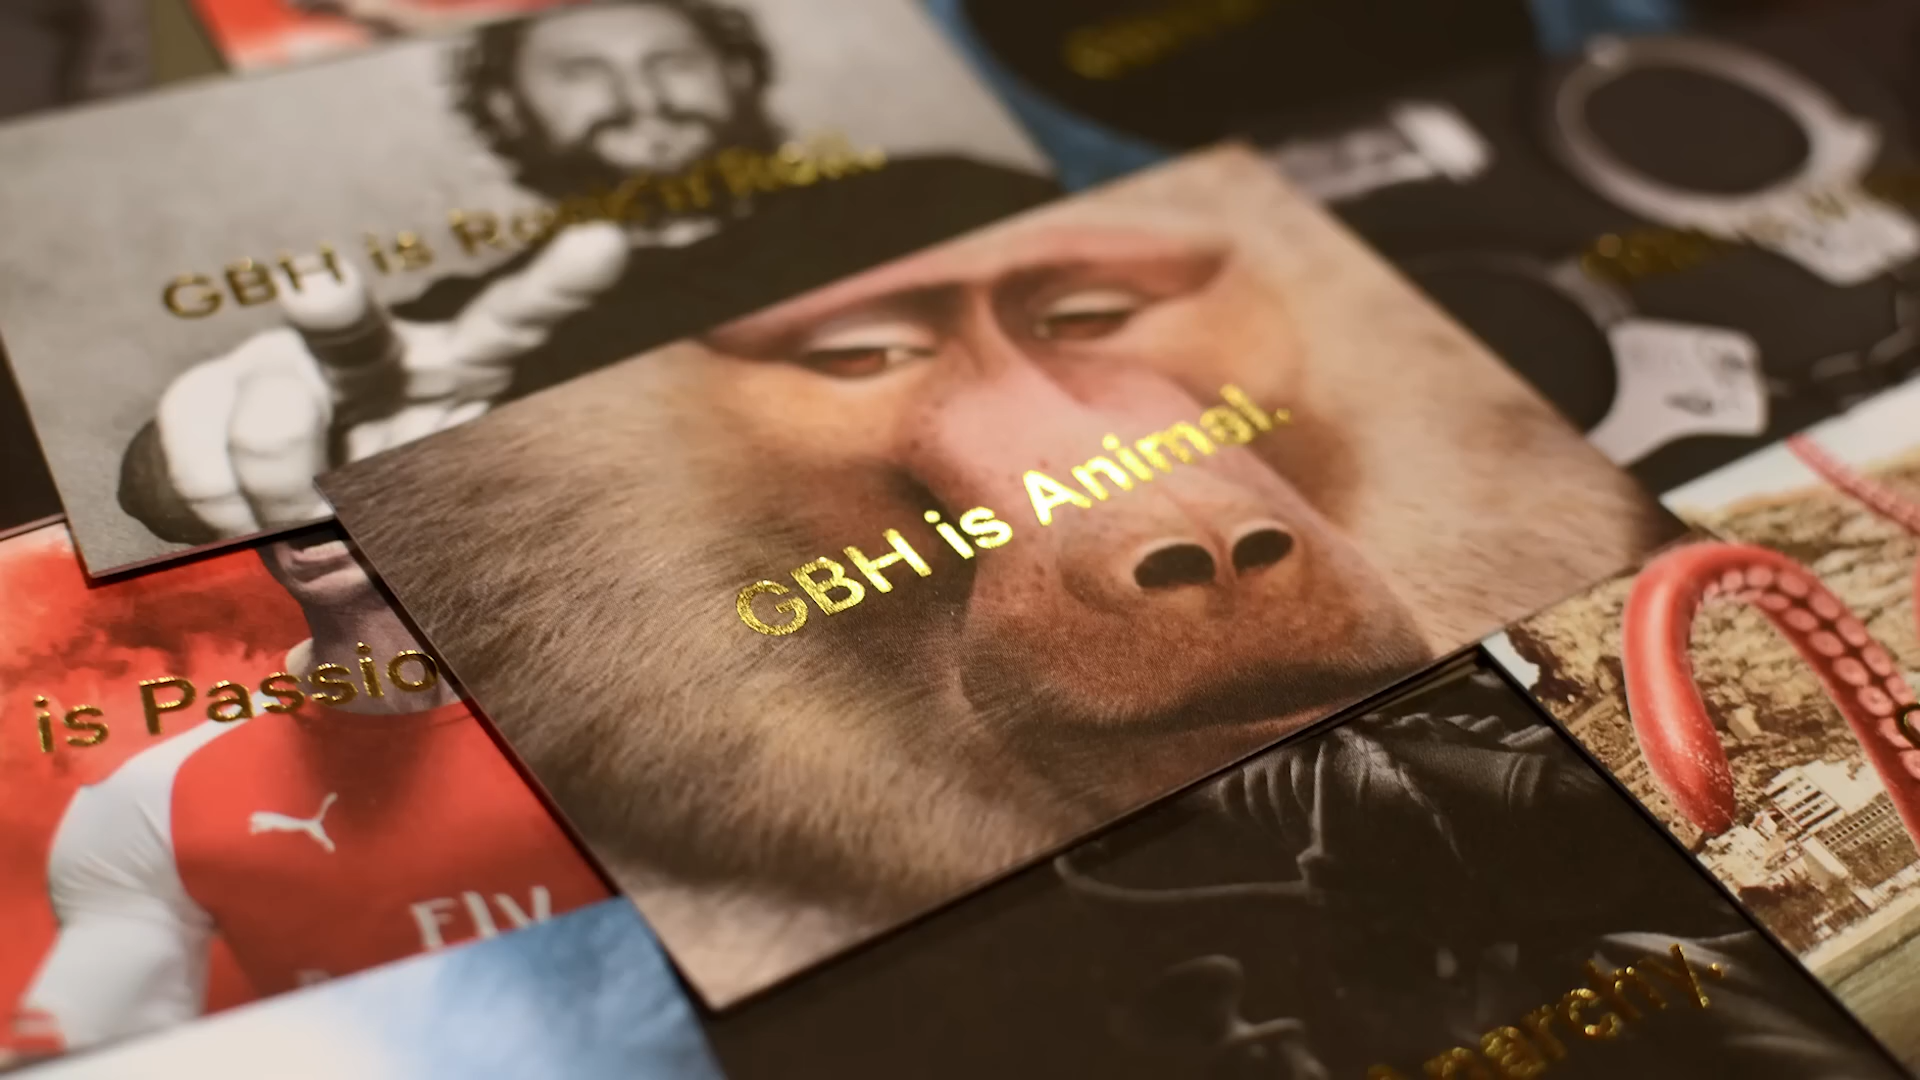 GBH is Rock'n'Roll.
GBH is Animal.
is Passio
Fly
Anarchy.